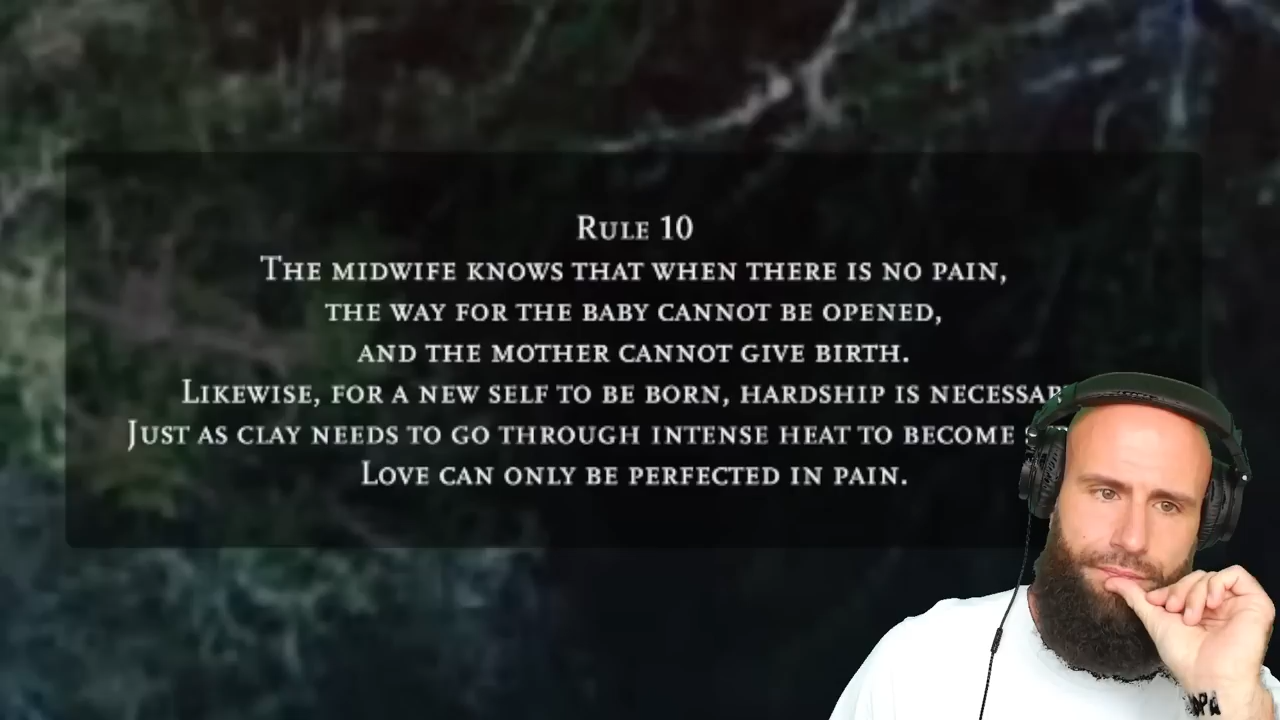 Rule 10
The midwife knows that when there is no pain,
the way for the baby cannot be opened,
and the mother cannot give birth.
Likewise, for a new self to be born, hardship is
Just as clay needs to go through intense heat to become
Love can only be perfected in pain.